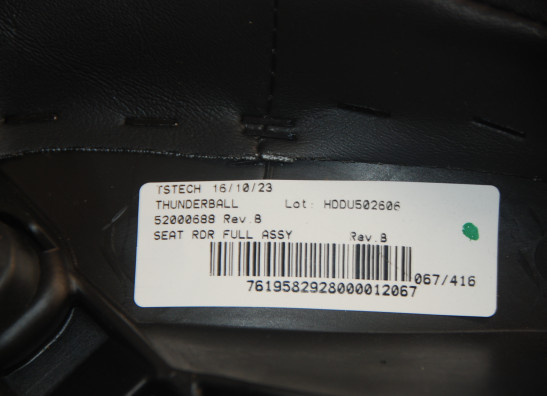 TSTECH 16/10/23
THUNDERBALL Lot: HDDU502606
52000688 Rev.B
SEAT RDR FULL ASSY Rev.B
067/416
7619582928000012067